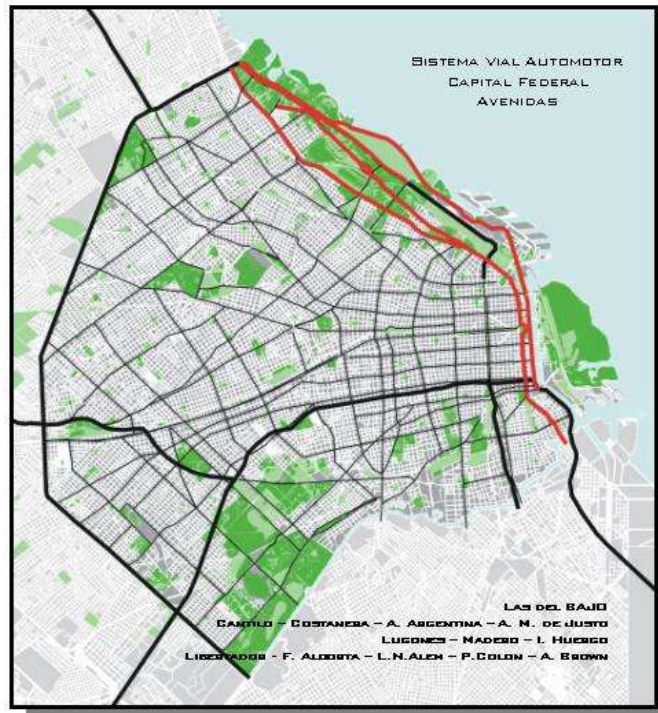 SISTEMA VIAL AUTOMOTOR
CAPITAL FEDERAL
AVENIDAS
LAS DEL BAJO
CANTILO – COSTANERA – A. ARGENTINA – A. M. DE JUSTO
LUGONES – MADERO – I. HUERGO
LIBERTADOR - F. ALCORTA – L.N.ALEM – P.COLON – A. BROWN